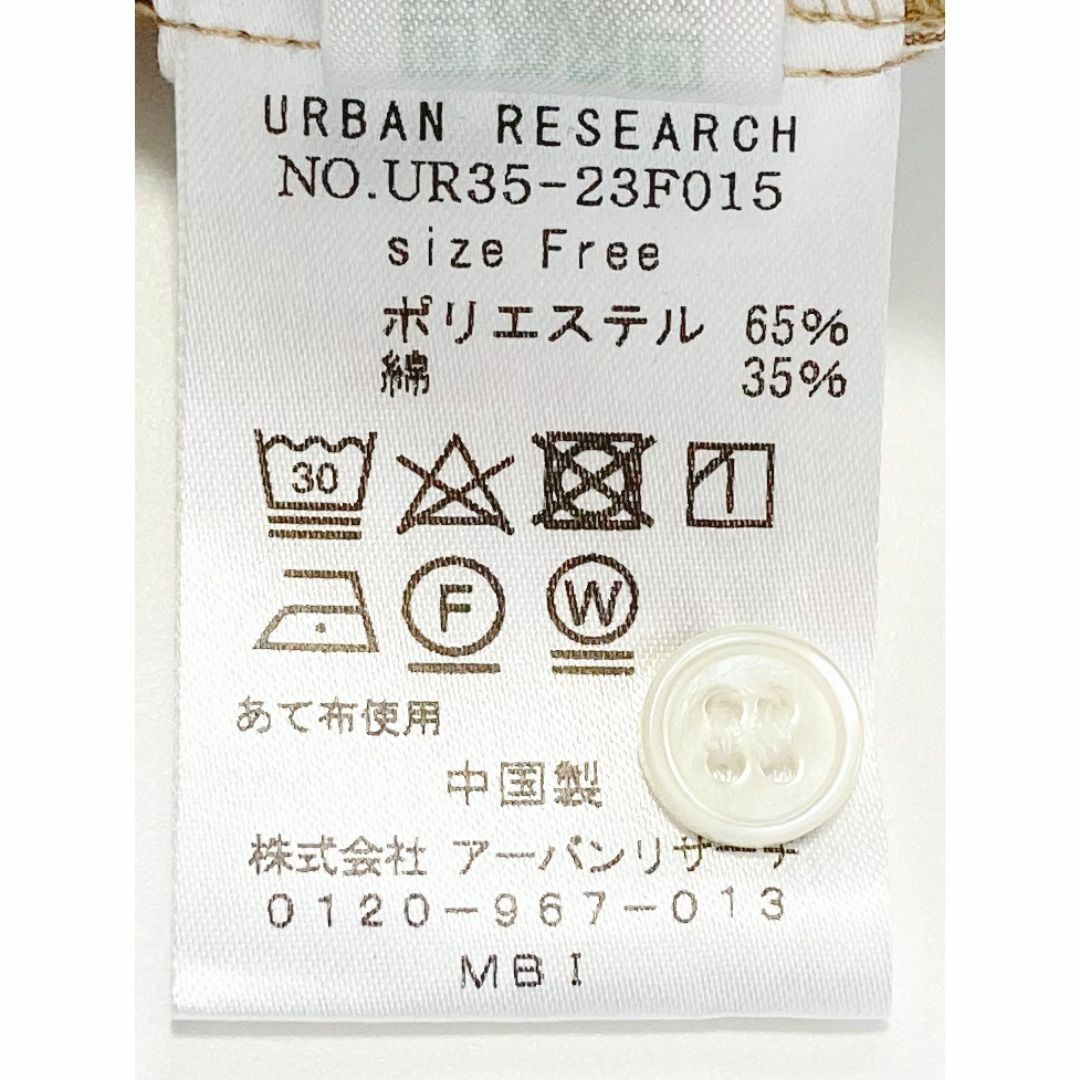 URBAN RESEARCH
NO.UR35-23F015
size Free
ポリエステル 65%
綿 35%
30
F W
あて布使用
中国製
株式会社 アーバンリサーチ
0120-967-013
MBI